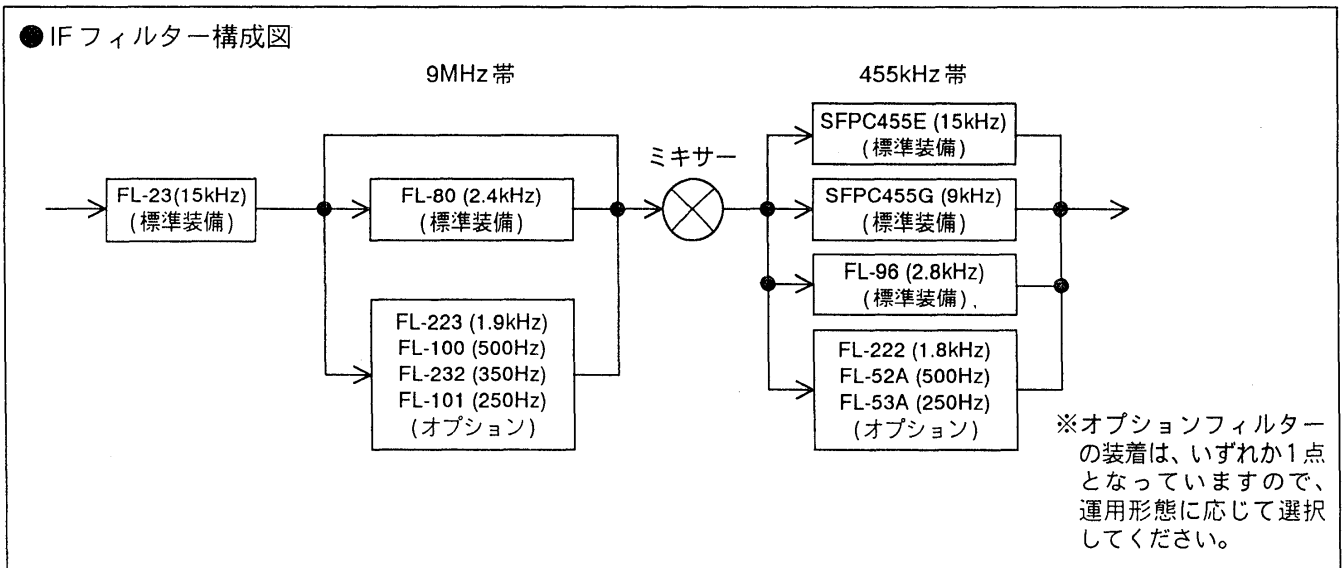 ●IFフィルター構成図
9MHz帯
455kHz帯
ミキサー
FL-23(15kHz)
(標準装備)
FL-80 (2.4kHz)
(標準装備)
FL-223 (1.9kHz)
FL-100 (500Hz)
FL-232 (350Hz)
FL-101 (250Hz)
(オプション)
SFPC455E (15kHz)
(標準装備)
SFPC455G (9kHz)
(標準装備)
FL-96 (2.8kHz)
(標準装備)
FL-222 (1.8kHz)
FL-52A (500Hz)
FL-53A (250Hz)
(オプション)
※オプションフィルター
の装着は、いずれか1点
となっていますので、
運用形態に応じて選択
してください。